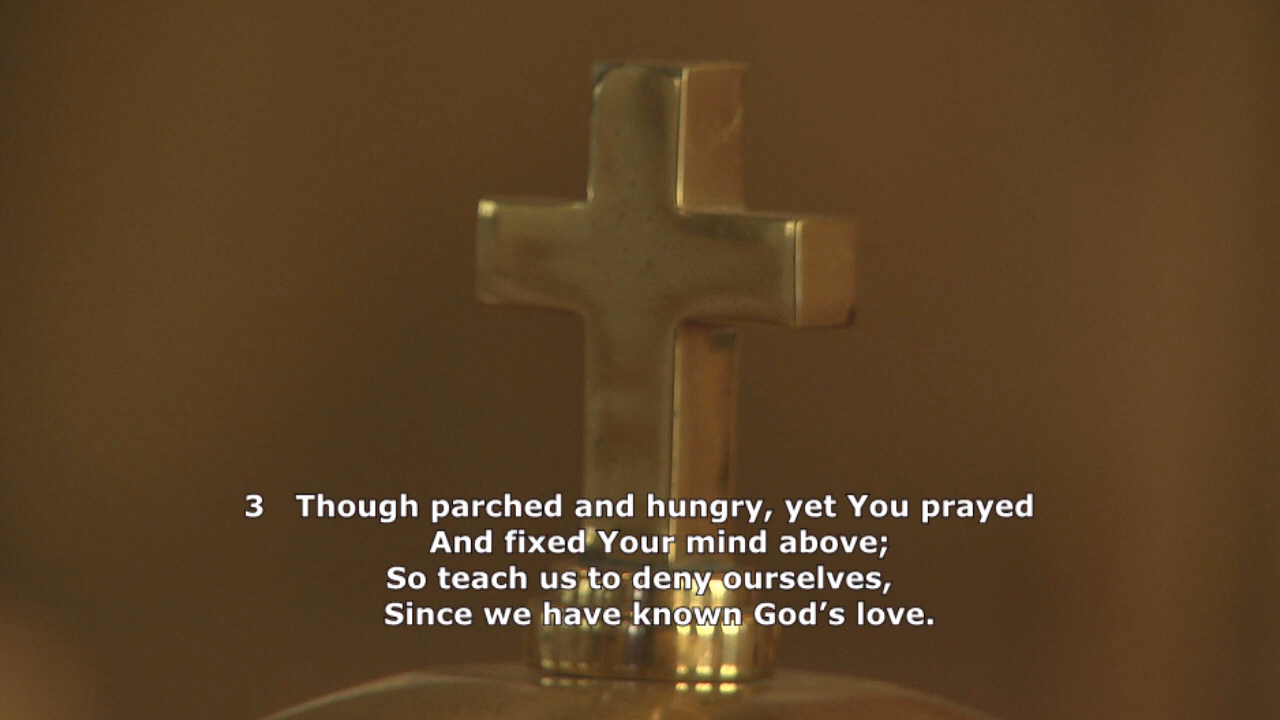 3 Though parched and hungry, yet You prayed
And fixed Your mind above;
So teach us to deny ourselves,
Since we have known God’s love.